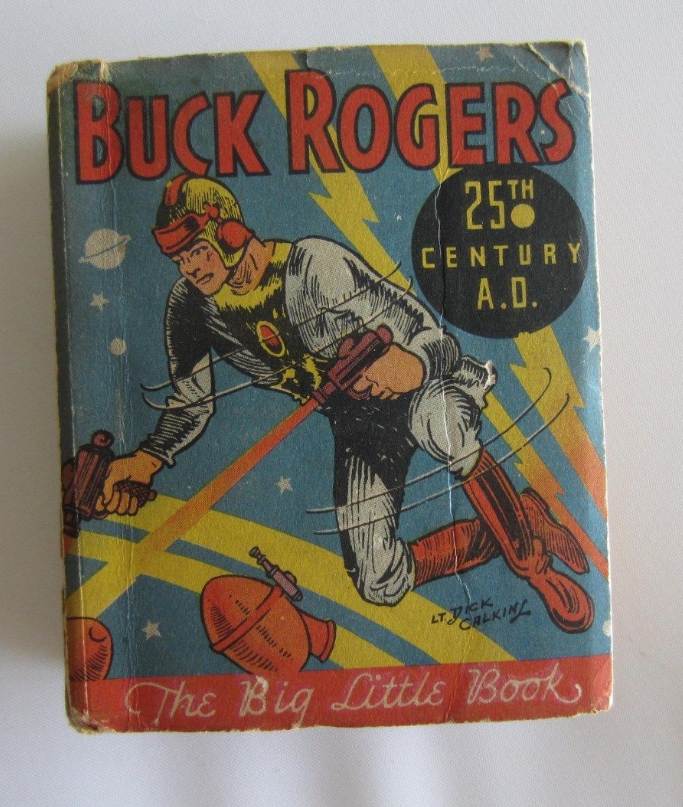 BUCK ROGERS
25TH
CENTURY
A.D.
LT. DICK
CALKINS
The Big Little Book